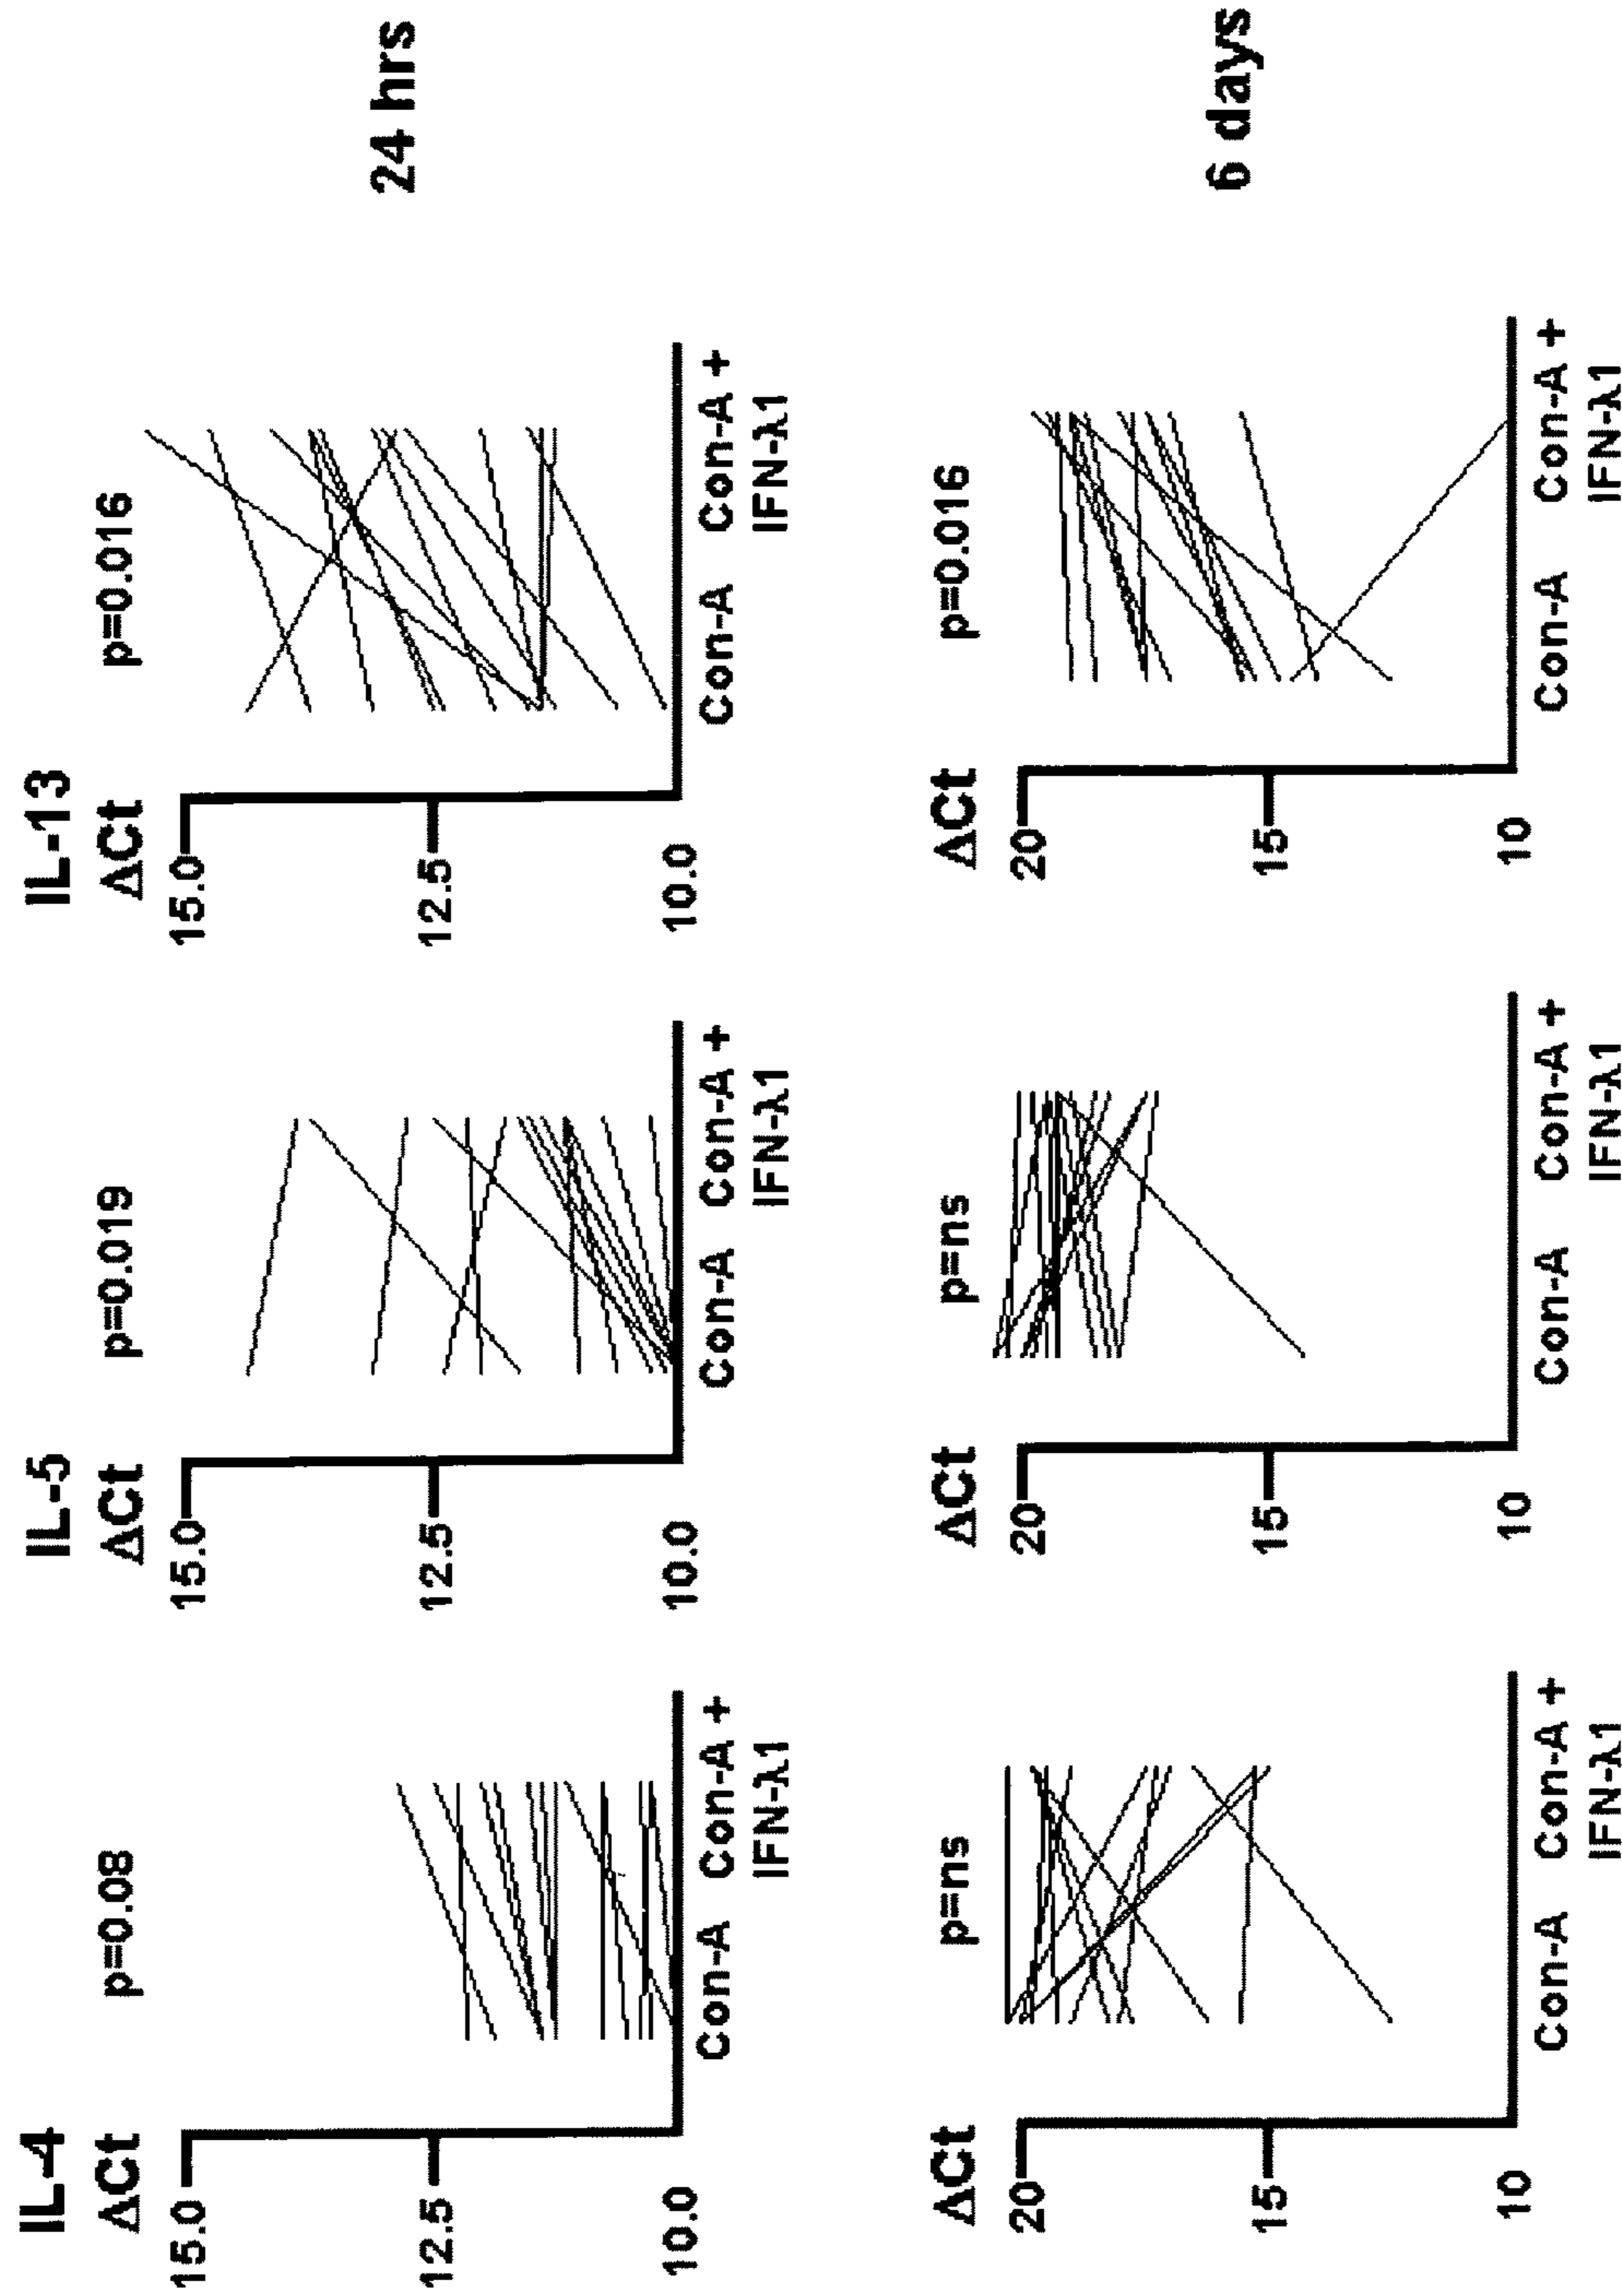 IL-4 IL-5 IL-13
ΔCt p=0.08 ΔCt p=0.019 ΔCt p=0.016
15.0 15.0 15.0
24 hrs
12.5 12.5 12.5
10.0 10.0 10.0
Con-A Con-A + Con-A Con-A + Con-A Con-A +
IFN-λ1 IFN-λ1 IFN-λ1
ΔCt p=ns ΔCt p=ns ΔCt p=0.016
20 20 20
6 days
15 15 15
10 10 10
Con-A Con-A + Con-A Con-A + Con-A Con-A +
IFN-λ1 IFN-λ1 IFN-λ1